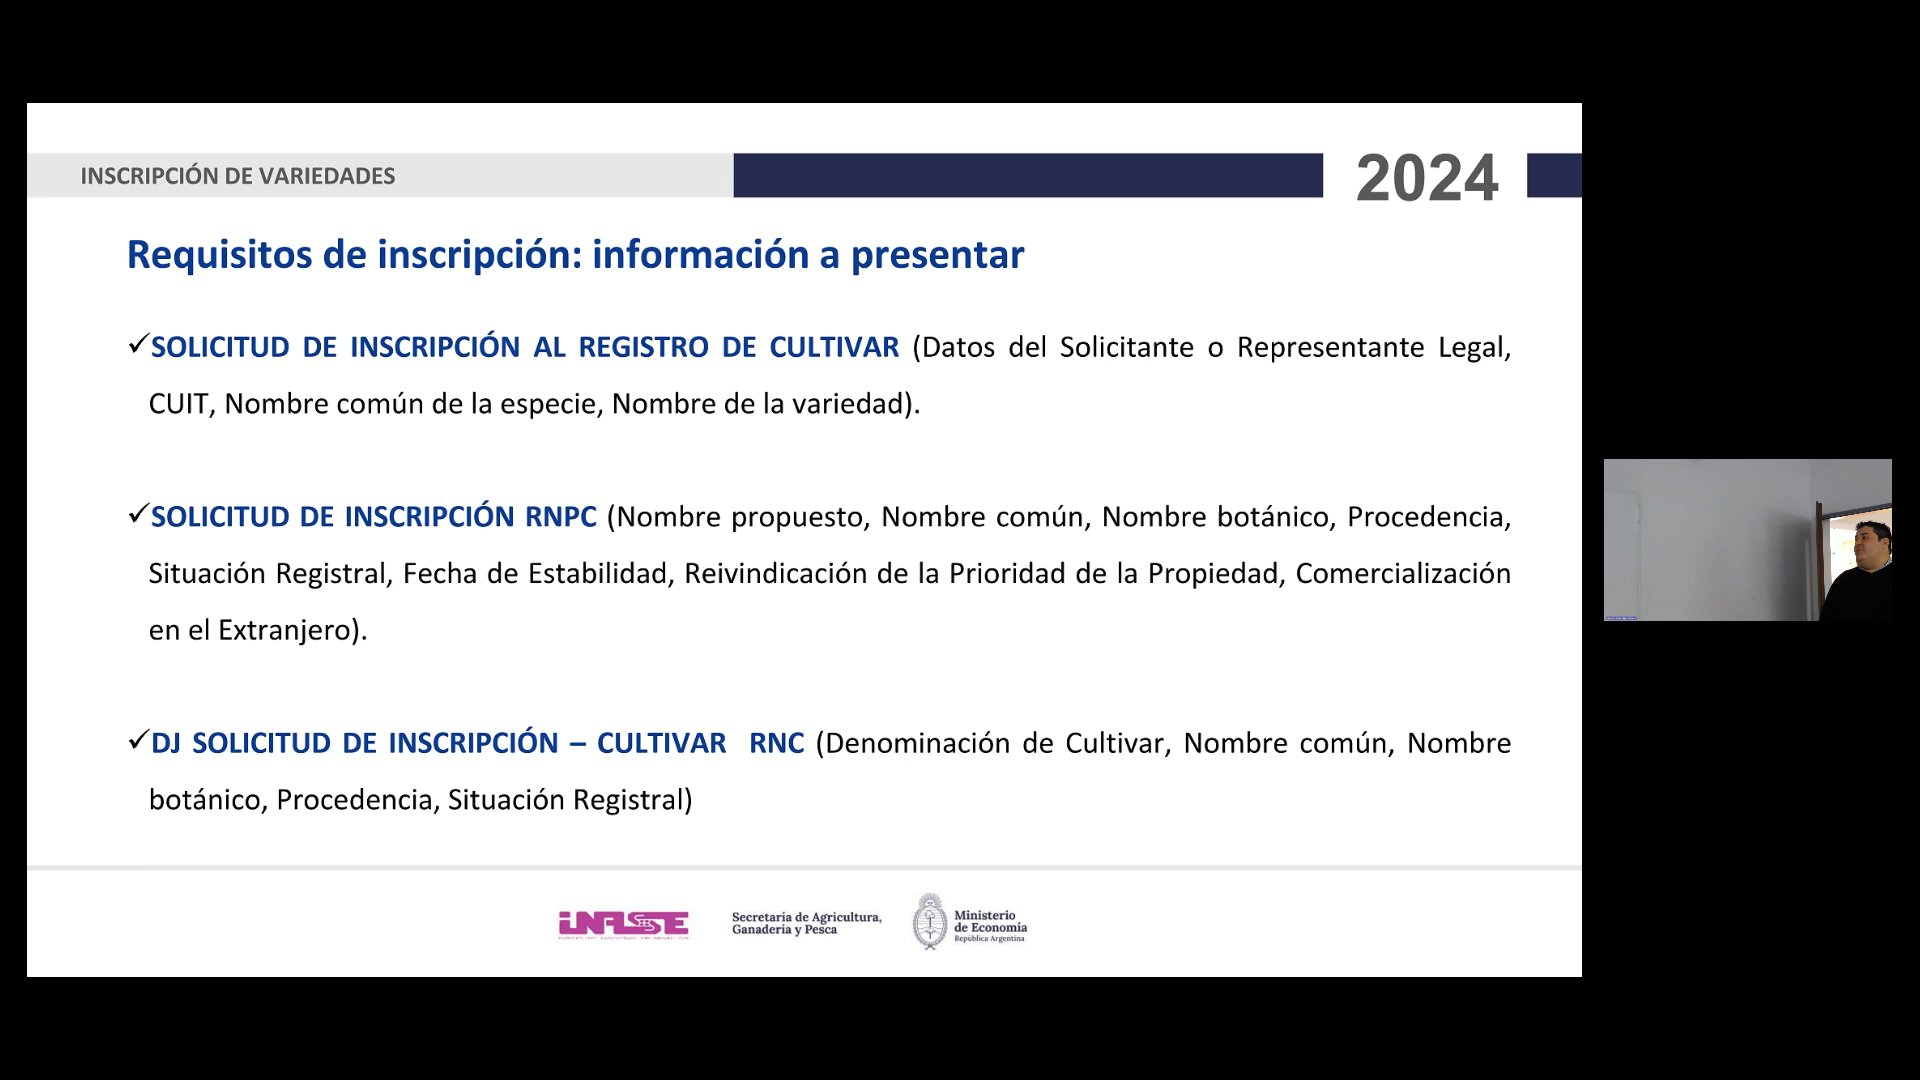 INSCRIPCIÓN DE VARIEDADES
2024
Requisitos de inscripción: información a presentar
✓SOLICITUD DE INSCRIPCIÓN AL REGISTRO DE CULTIVAR (Datos del Solicitante o Representante Legal,
CUIT, Nombre común de la especie, Nombre de la variedad).
✓SOLICITUD DE INSCRIPCIÓN RNPC (Nombre propuesto, Nombre común, Nombre botánico, Procedencia,
Situación Registral, Fecha de Estabilidad, Reivindicación de la Prioridad de la Propiedad, Comercialización
en el Extranjero).
✓DJ SOLICITUD DE INSCRIPCIÓN – CULTIVAR RNC (Denominación de Cultivar, Nombre común, Nombre
botánico, Procedencia, Situación Registral)
INASE
Secretaría de Agricultura,
Ganadería y Pesca
Ministerio
de Economía
República Argentina